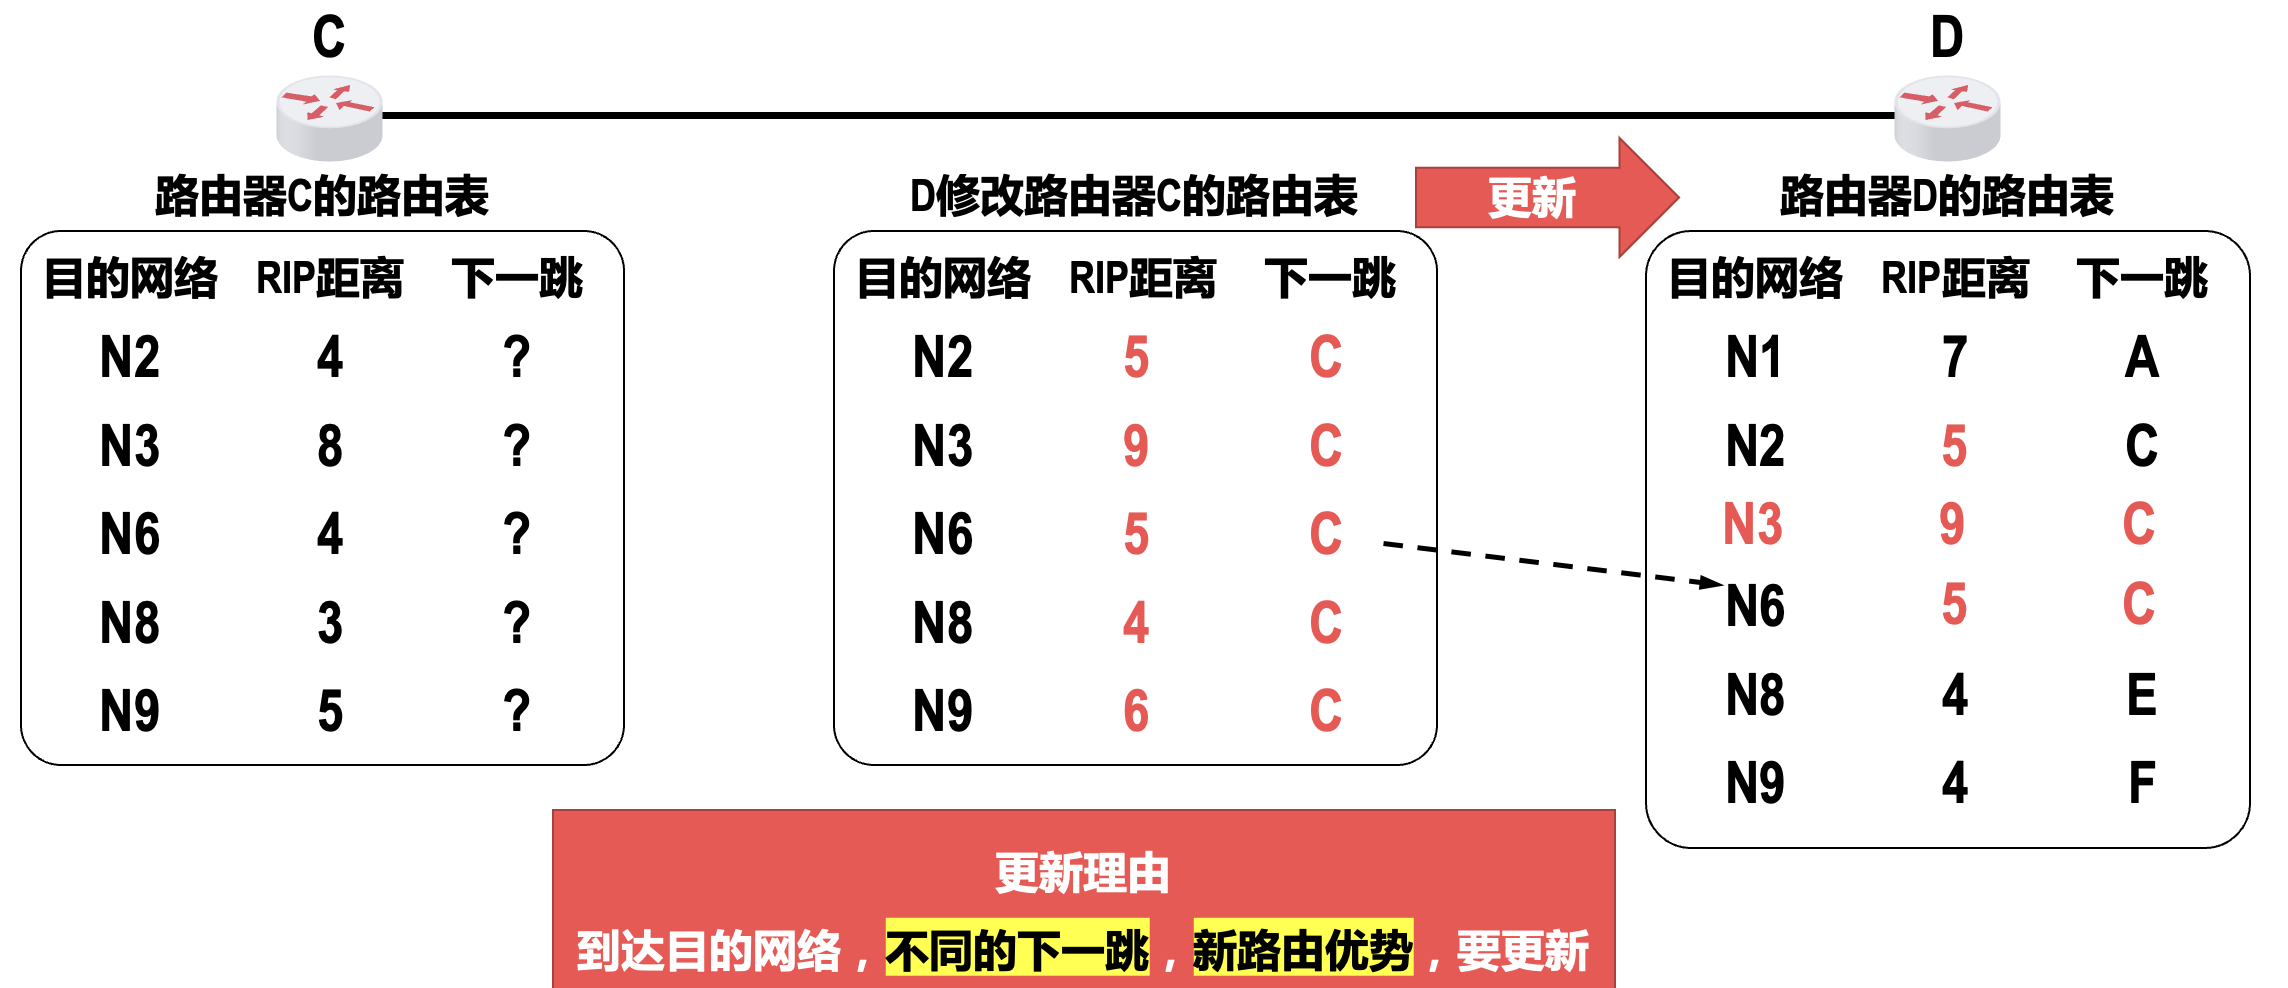 C
D
路由器C的路由表
D修改路由器C的路由表
更新
路由器D的路由表
目的网络 RIP距离 下一跳
N2 4 ?
N3 8 ?
N6 4 ?
N8 3 ?
N9 5 ?
目的网络 RIP距离 下一跳
N2 5 C
N3 9 C
N6 5 C
N8 4 C
N9 6 C
目的网络 RIP距离 下一跳
N1 7 A
N2 5 C
N3 9 C
N6 5 C
N8 4 E
N9 4 F
更新理由
到达目的网络，不同的下一跳，新路由优势，要更新